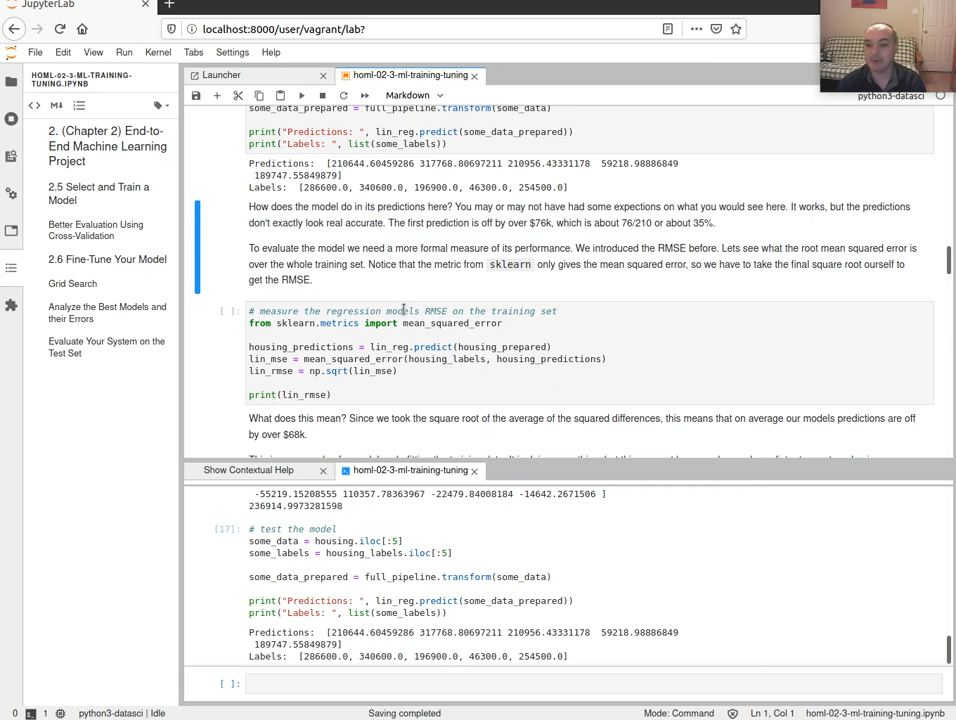 JupyterLab
localhost:8000/user/vagrant/lab?
File Edit View Run Kernel Tabs Settings Help
HOML-02-3-ML-TRAINING-
TUNING.IPYNB
2. (Chapter 2) End-to-
End Machine Learning
Project
2.5 Select and Train a
Model
Better Evaluation Using
Cross-Validation
2.6 Fine-Tune Your Model
Grid Search
Analyze the Best Models and
their Errors
Evaluate Your System on the
Test Set
Launcher homl-02-3-ml-training-tuning
Markdown python3-datasci
some_data_prepared = full_pipeline.transform(some_data)
print("Predictions: ", lin_reg.predict(some_data_prepared))
print("Labels: ", list(some_labels))
Predictions: [210644.60459286 317768.80697211 210956.43331178 59218.98886849
189747.55849879]
Labels: [286600.0, 340600.0, 196900.0, 46300.0, 254500.0]
How does the model do in its predictions here? You may or may not have had some expections on what you would see here. It works, but the predictions
don't exactly look real accurate. The first prediction is off by over $76k, which is about 76/210 or about 35%.
To evaluate the model we need a more formal measure of its performance. We introduced the RMSE before. Lets see what the root mean squared error is
over the whole training set. Notice that the metric from sklearn only gives the mean squared error, so we have to take the final square root ourself to
get the RMSE.
[ ]: # measure the regression models RMSE on the training set
from sklearn.metrics import mean_squared_error
housing_predictions = lin_reg.predict(housing_prepared)
lin_mse = mean_squared_error(housing_labels, housing_predictions)
lin_rmse = np.sqrt(lin_mse)
print(lin_rmse)
What does this mean? Since we took the square root of the average of the squared differences, this means that on average our models predictions are off
by over $68k.
Show Contextual Help homl-02-3-ml-training-tuning
-55219.15208555 110357.78363967 -22479.84008184 -14642.2671506 ]
236914.9973281598
[17]: # test the model
some_data = housing.iloc[:5]
some_labels = housing_labels.iloc[:5]
some_data_prepared = full_pipeline.transform(some_data)
print("Predictions: ", lin_reg.predict(some_data_prepared))
print("Labels: ", list(some_labels))
Predictions: [210644.60459286 317768.80697211 210956.43331178 59218.98886849
189747.55849879]
Labels: [286600.0, 340600.0, 196900.0, 46300.0, 254500.0]
[ ]:
0 1 python3-datasci | Idle Saving completed Mode: Command Ln 1, Col 1 homl-02-3-ml-training-tuning.ipynb